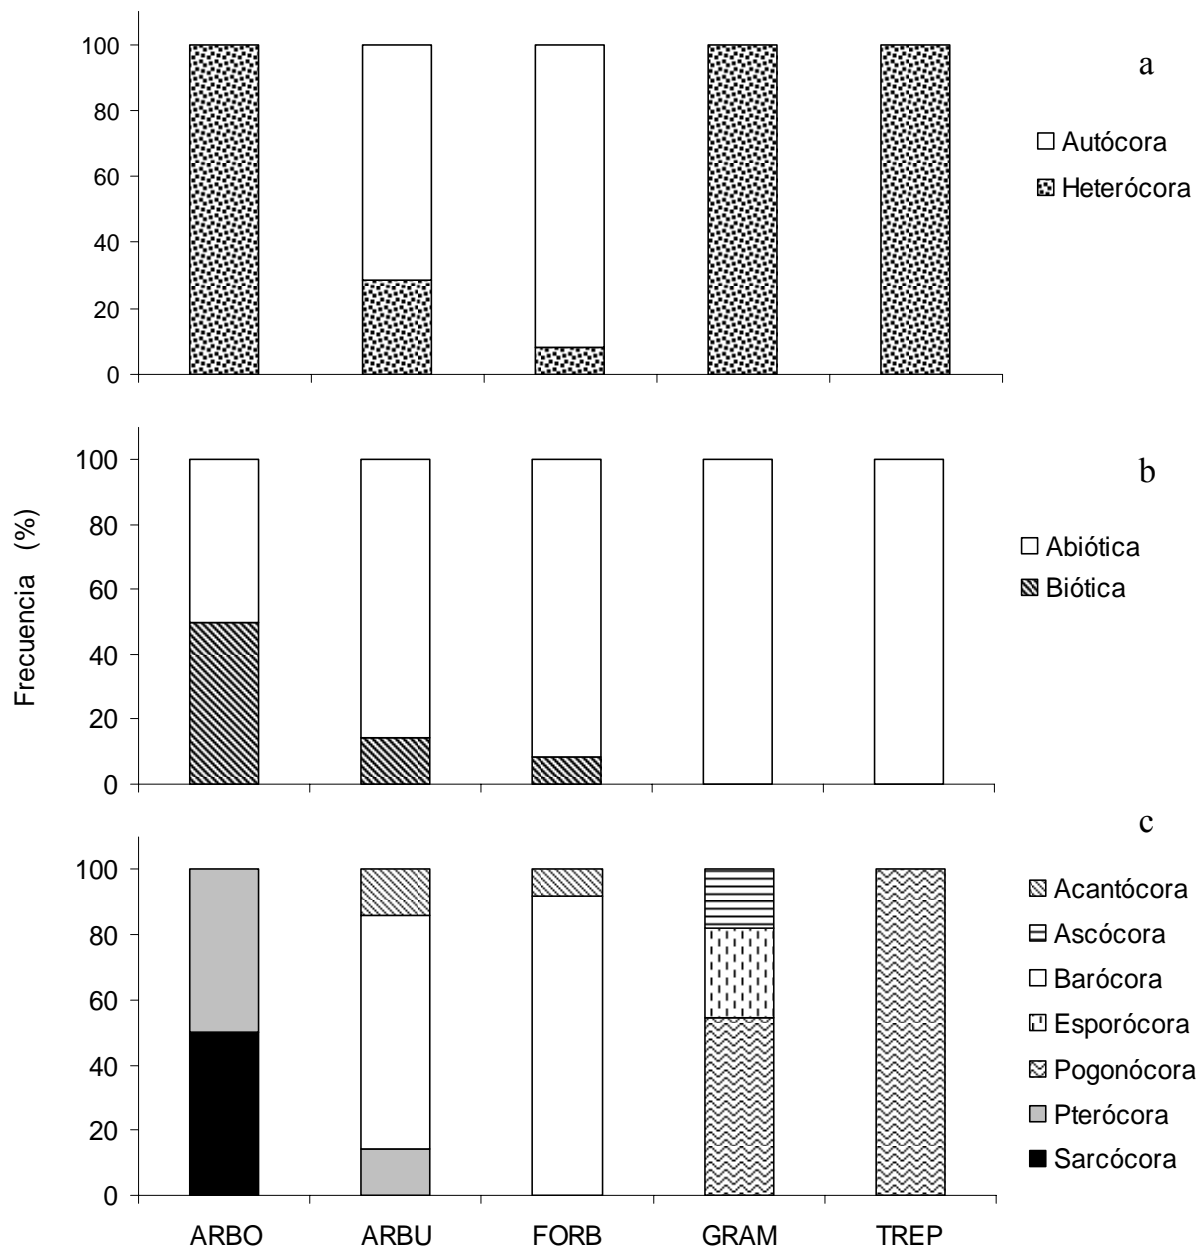 a
100
80
60
40
20
0
Autócora
Heterócora
b
Frecuencia (%)
100
80
60
40
20
0
Abiótica
Biótica
c
100
80
60
40
20
0
Acantócora
Ascócora
Barócora
Esporócora
Pogonócora
Pterócora
Sarcócora
ARBO ARBU FORB GRAM TREP